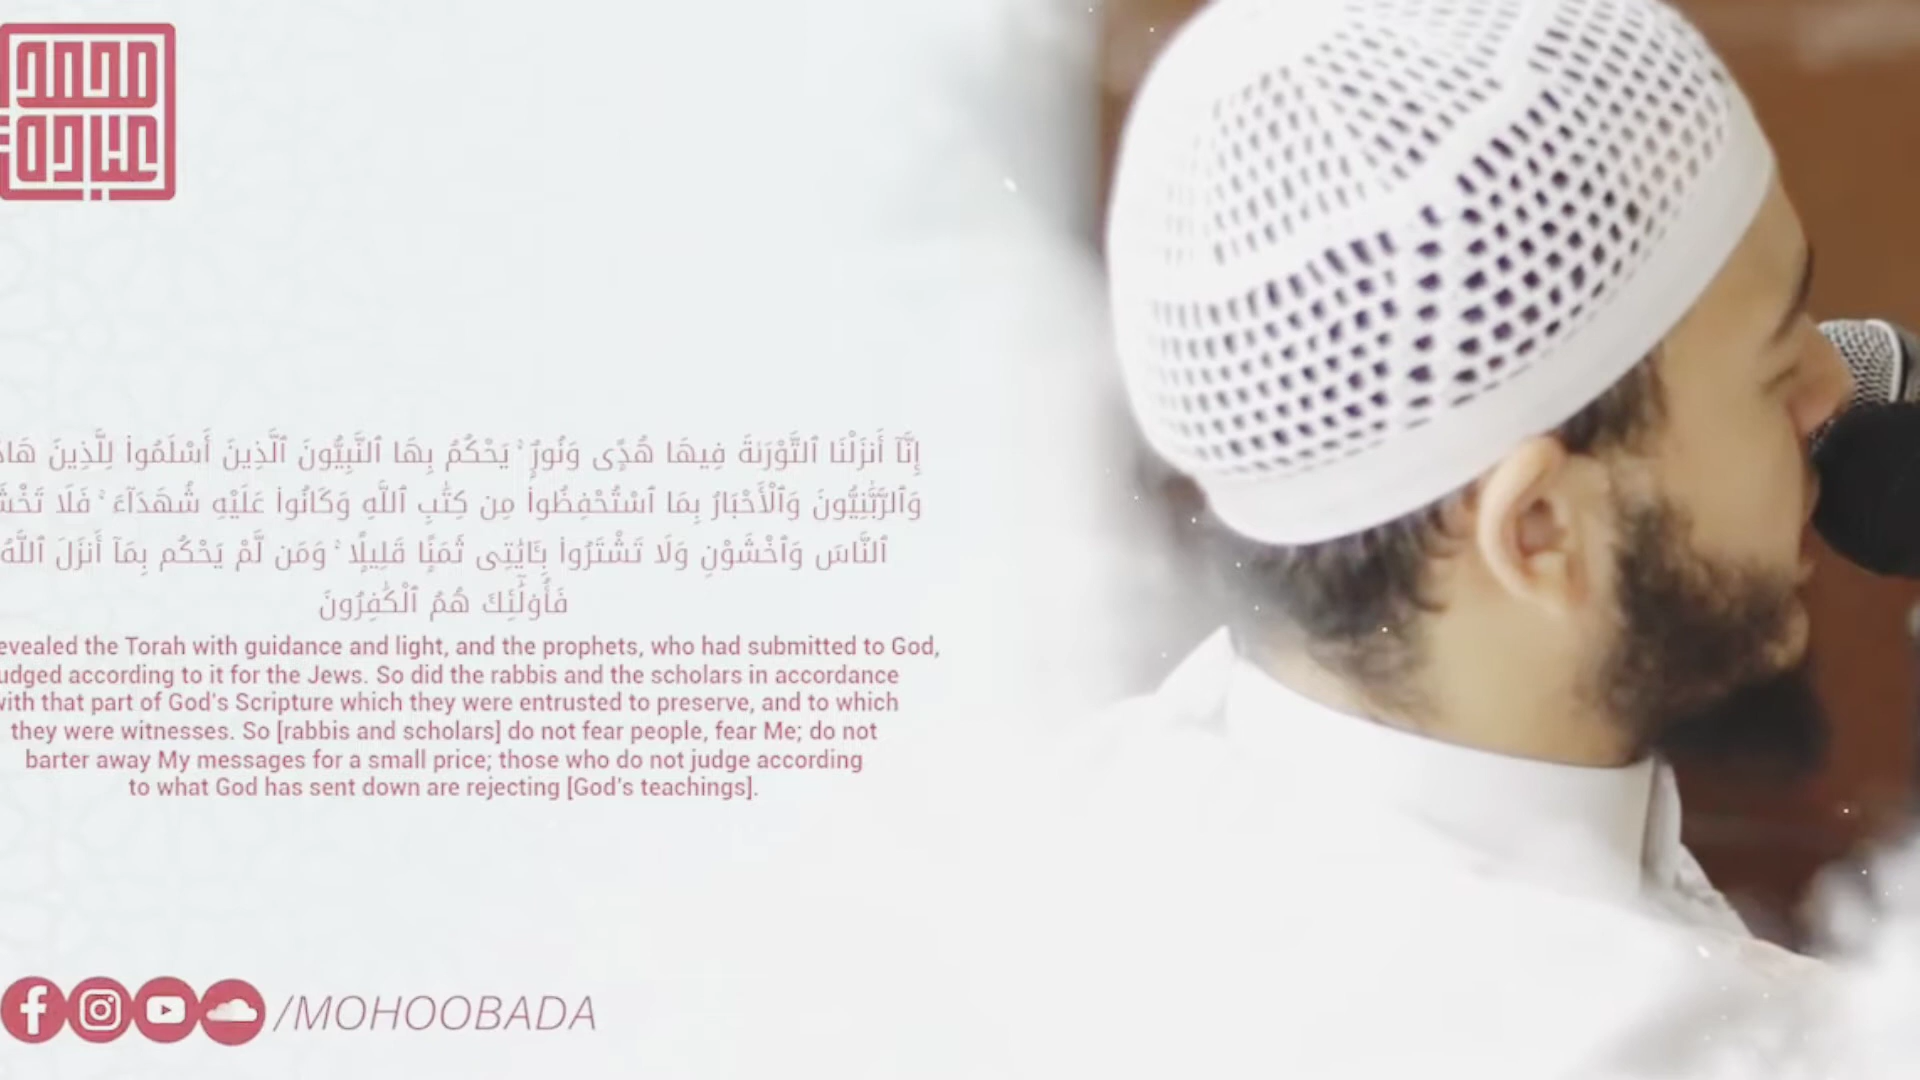 محمد
عبادة
إِنَّآ أَنزَلْنَا ٱلتَّوْرَىٰةَ فِيهَا هُدًى وَنُورٌ ۚ يَحْكُمُ بِهَا ٱلنَّبِيُّونَ ٱلَّذِينَ أَسْلَمُوا۟ لِلَّذِينَ
وَٱلرَّبَّٰنِيُّونَ وَٱلْأَحْبَارُ بِمَا ٱسْتُحْفِظُوا۟ مِن كِتَٰبِ ٱللَّهِ وَكَانُوا۟ عَلَيْهِ شُهَدَآءَ ۚ فَلَا
ٱلنَّاسَ وَٱخْشَوْنِ وَلَا تَشْتَرُوا۟ بِـَٔايَٰتِى ثَمَنًا قَلِيلًا ۚ وَمَن لَّمْ يَحْكُم بِمَآ أَنزَلَ ٱللَّهُ
فَأُو۟لَٰٓئِكَ هُمُ ٱلْكَٰفِرُونَ
the Torah with guidance and light, and the prophets, who had submitted to God,
according to it for the Jews. So did the rabbis and the scholars in accordance
that part of God's Scripture which they were entrusted to preserve, and to which
they were witnesses. So [rabbis and scholars] do not fear people, fear Me; do not
barter away My messages for a small price; those who do not judge according
to what God has sent down are rejecting [God's teachings].
/MOHOOBADA